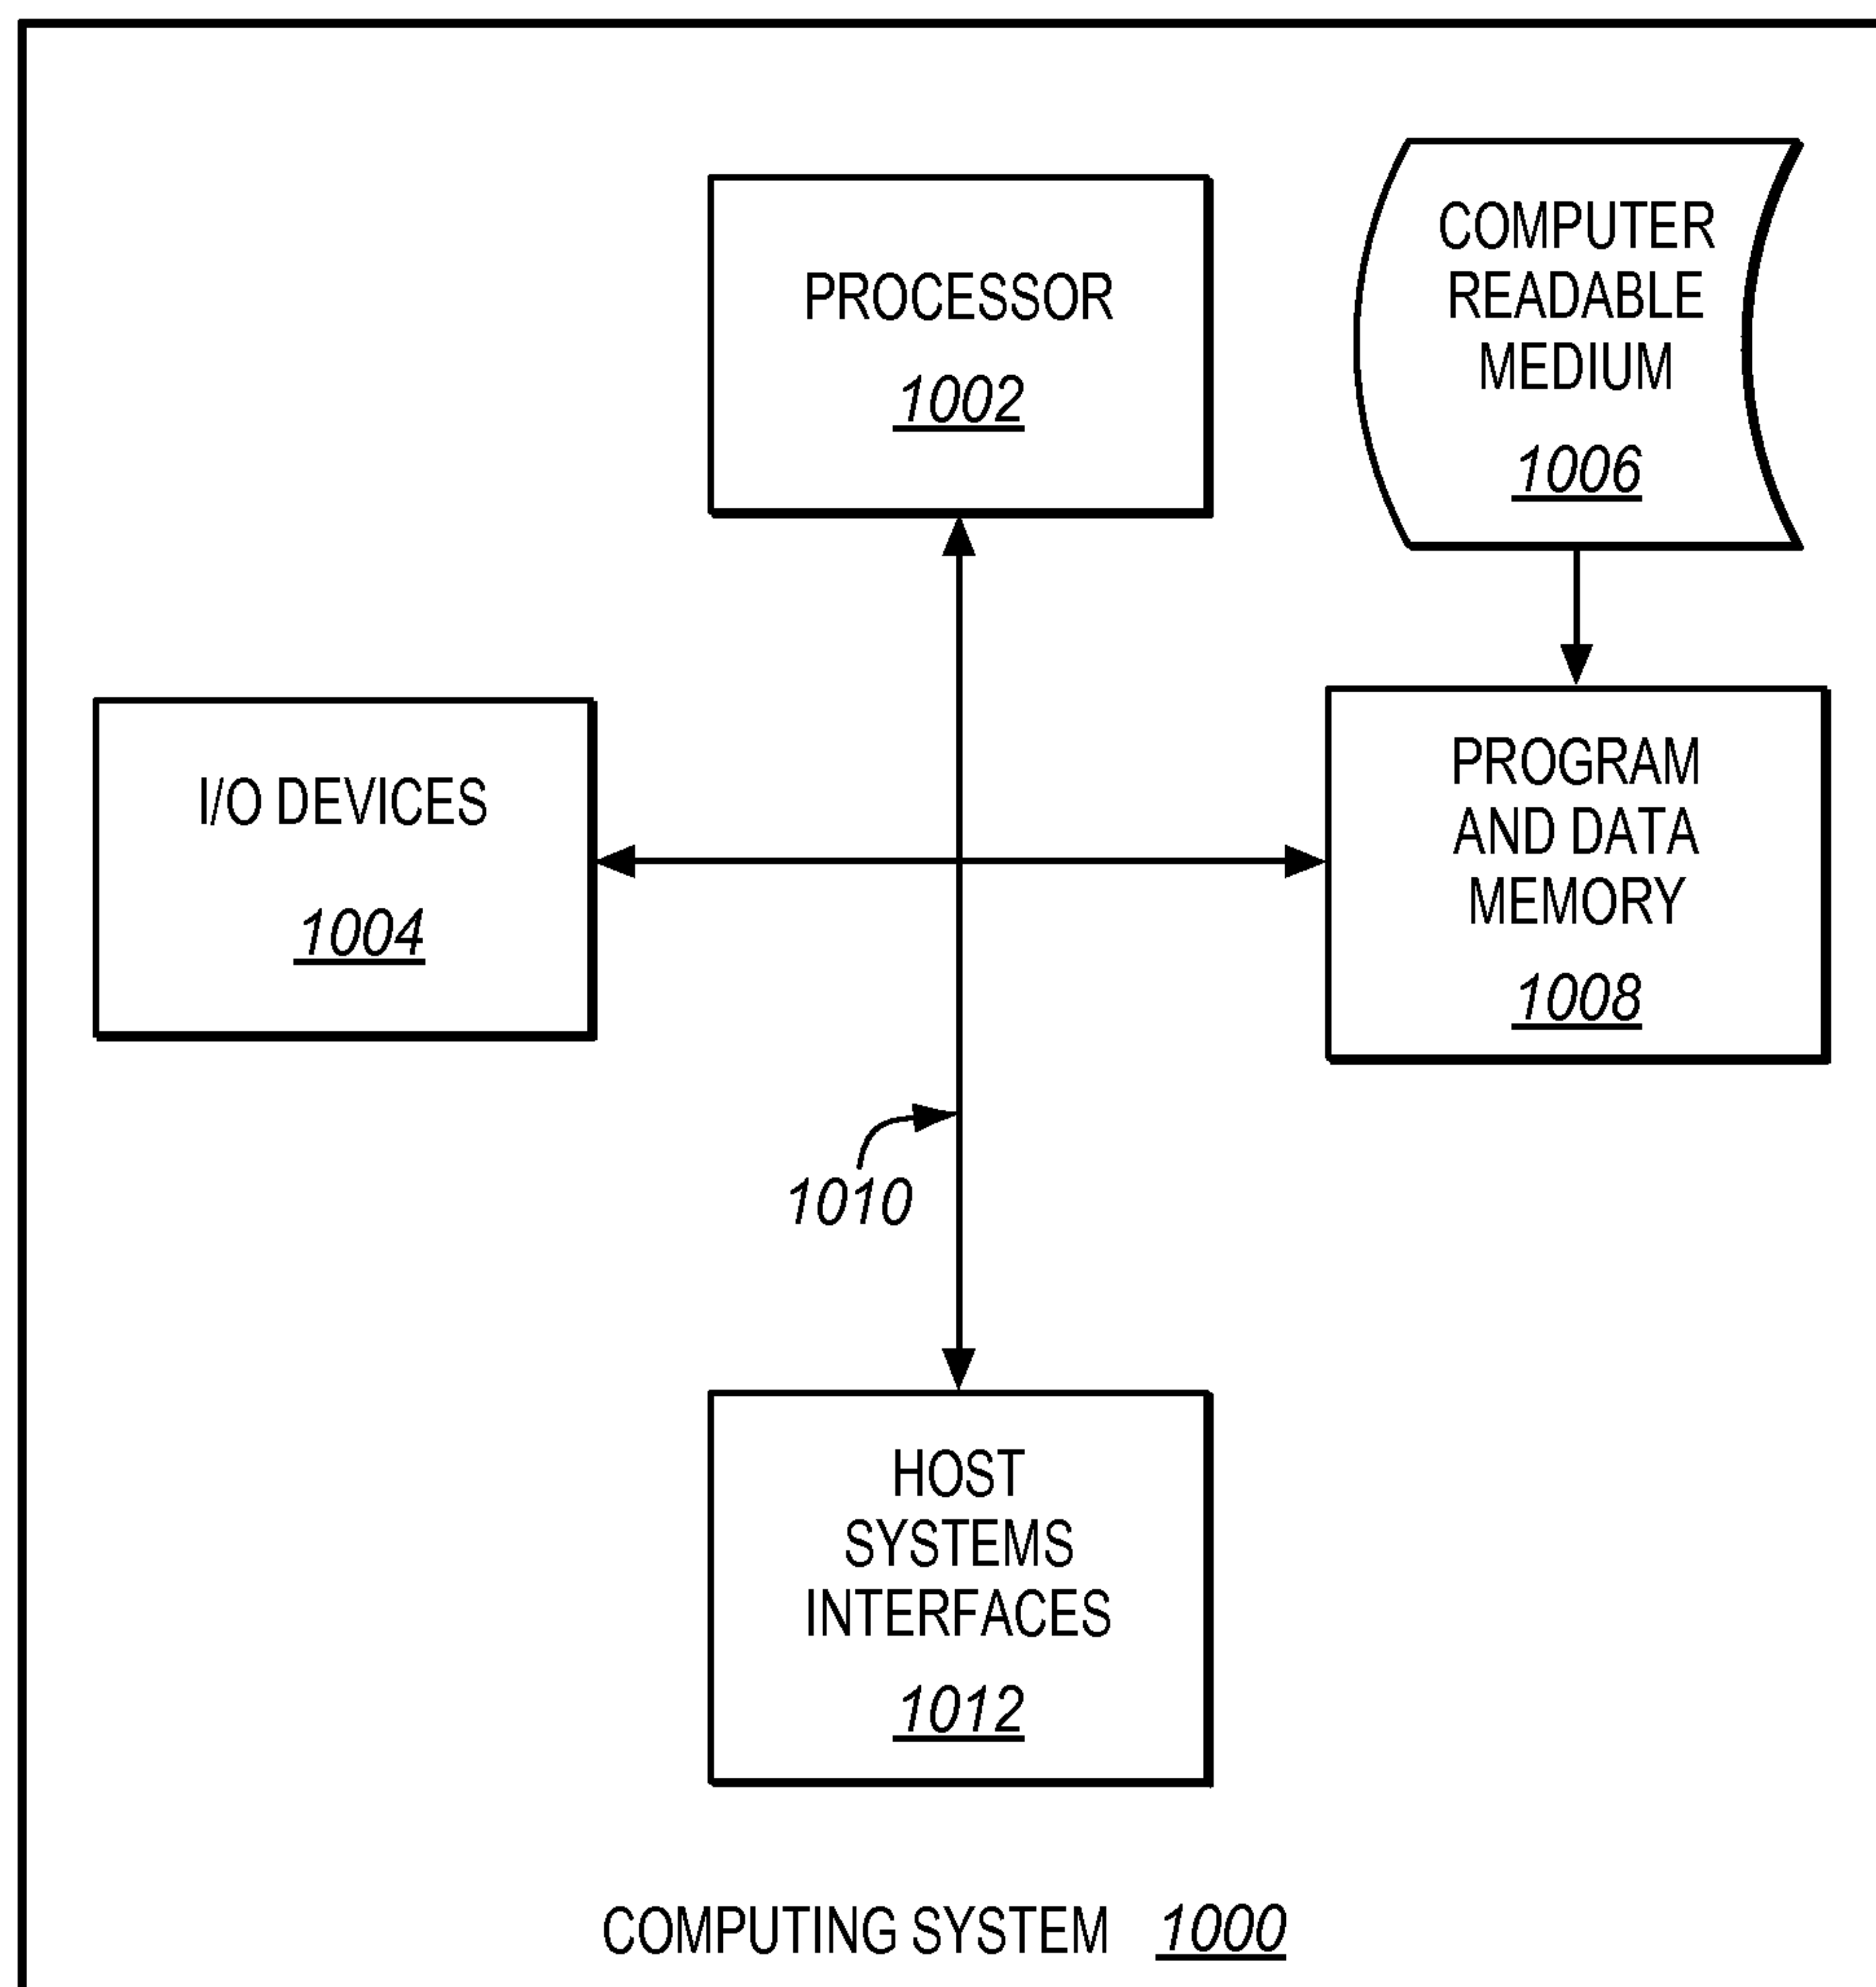 PROCESSOR
1002
COMPUTER
READABLE
MEDIUM
1006
I/O DEVICES
1004
PROGRAM
AND DATA
MEMORY
1008
1010
HOST
SYSTEMS
INTERFACES
1012
COMPUTING SYSTEM 1000